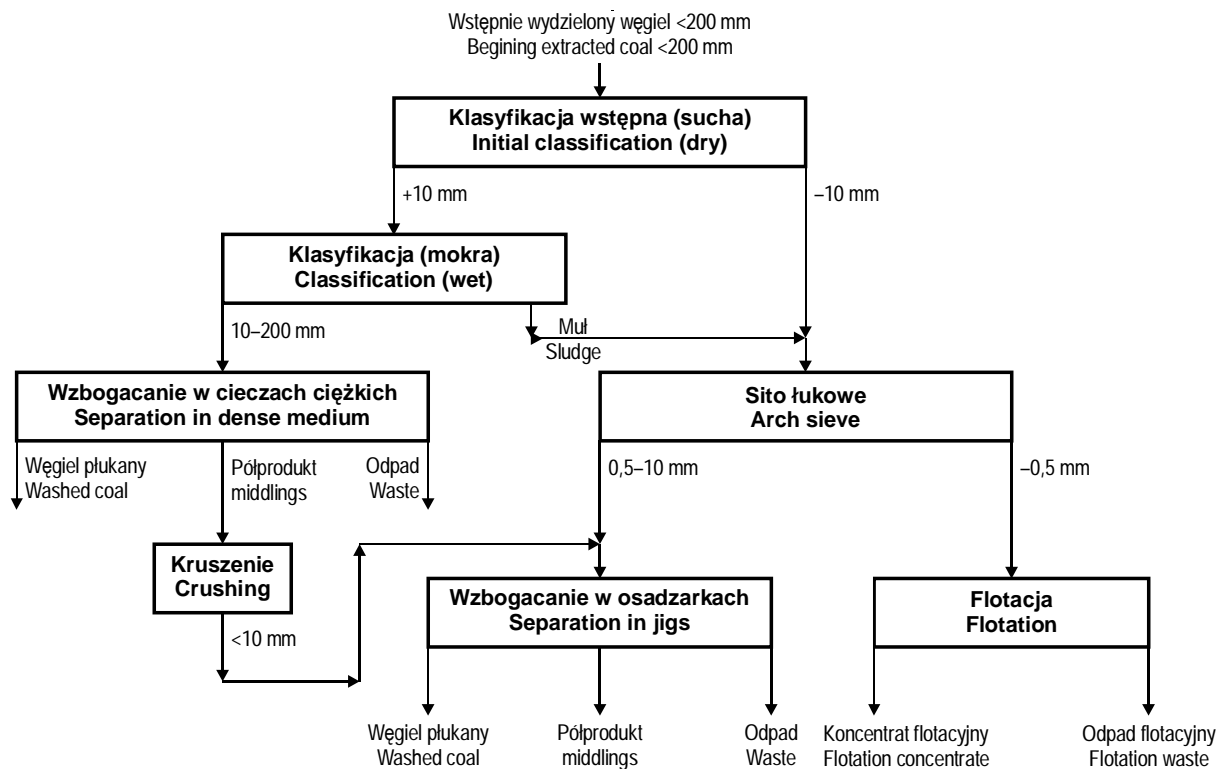 Wstępnie wydzielony węgiel <200 mm
Begining extracted coal <200 mm
Klasyfikacja wstępna (sucha)
Initial classification (dry)
+10 mm
–10 mm
Klasyfikacja (mokra)
Classification (wet)
10–200 mm
Muł
Sludge
Wzbogacanie w cieczach ciężkich
Separation in dense medium
Sito łukowe
Arch sieve
Węgiel płukany
Washed coal
Półprodukt
middlings
Odpad
Waste
0,5–10 mm
–0,5 mm
Kruszenie
Crushing
<10 mm
Wzbogacanie w osadzarkach
Separation in jigs
Flotacja
Flotation
Węgiel płukany
Washed coal
Półprodukt
middlings
Odpad
Waste
Koncentrat flotacyjny
Flotation concentrate
Odpad flotacyjny
Flotation waste